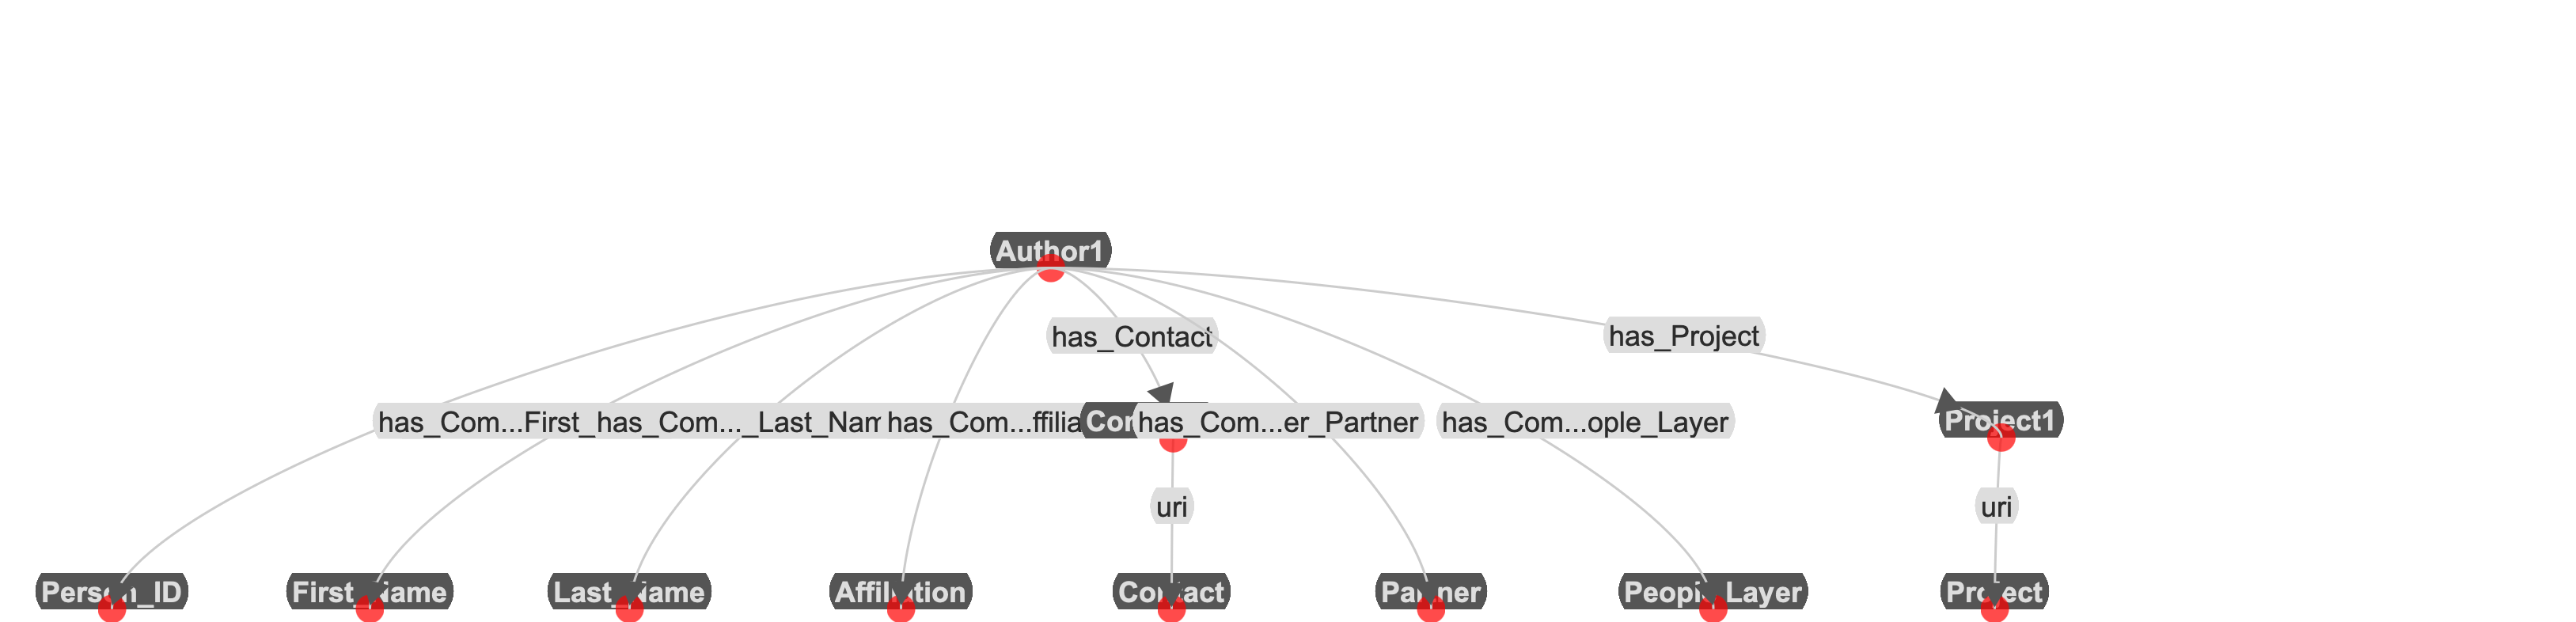 Author1
has_Contact
has_Project
has_Com...First_
has_Com..._Last_Nam
has_Com...ffilia
Con
has_Com...er_Partner
has_Com...ople_Layer
Project1
uri
uri
Person_ID
First_Name
Last_Name
Affiliation
Contact
Partner
People_Layer
Project